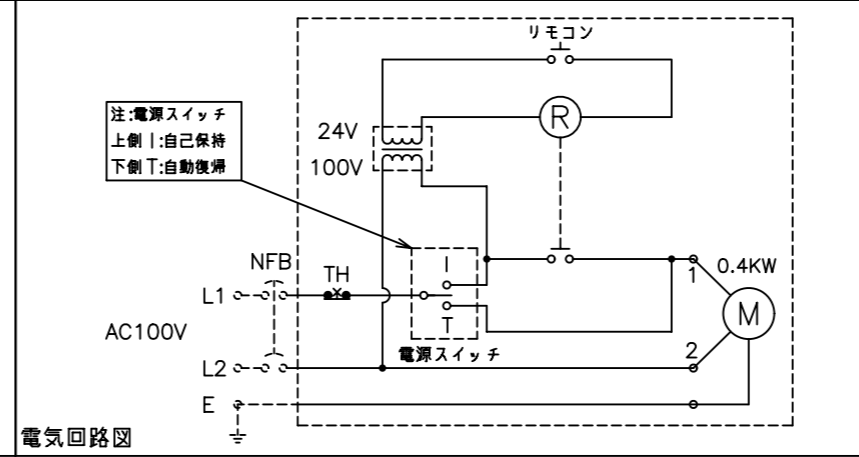 リモコン
注:電源スイッチ
上側 I:自己保持
下側 T:自動復帰
24V
100V
R
NFB
TH
I
T
L1
AC100V
L2
電源スイッチ
E
1
0.4KW
M
2
電気回路図